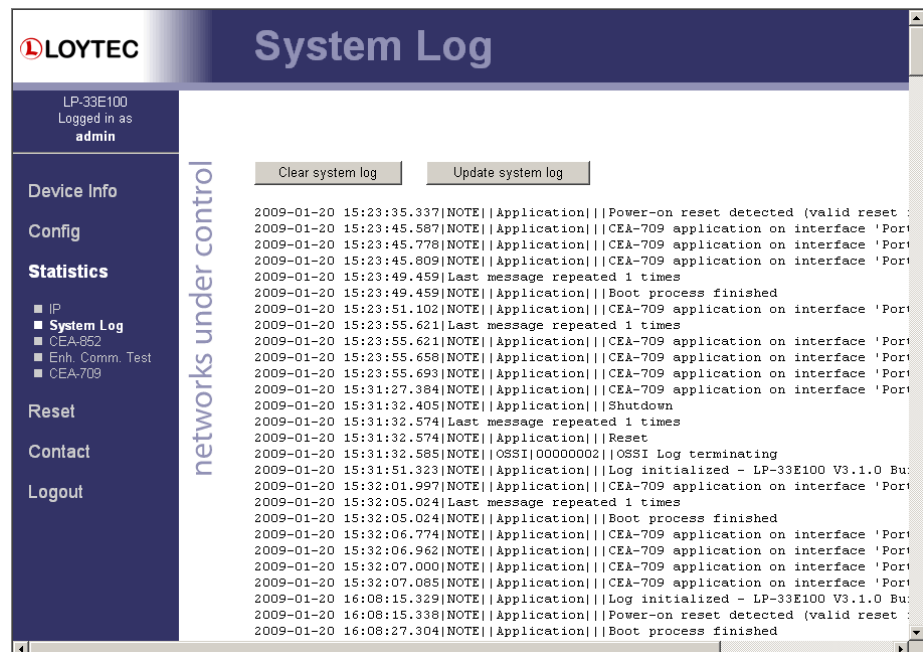 LOYTEC
System Log
LP-33E100
Logged in as
admin
Device Info
Config
Statistics
IP
System Log
CEA-852
Enh. Comm. Test
CEA-709
Reset
Contact
Logout
networks under control
Clear system log
Update system log
2009-01-20 15:23:35.337|NOTE||Application|||Power-on reset detected (valid reset
2009-01-20 15:23:45.587|NOTE||Application|||CEA-709 application on interface 'Port
2009-01-20 15:23:45.778|NOTE||Application|||CEA-709 application on interface 'Port
2009-01-20 15:23:45.809|NOTE||Application|||CEA-709 application on interface 'Port
2009-01-20 15:23:49.459|Last message repeated 1 times
2009-01-20 15:23:49.459|NOTE||Application|||Boot process finished
2009-01-20 15:23:51.102|NOTE||Application|||CEA-709 application on interface 'Port
2009-01-20 15:23:55.621|Last message repeated 1 times
2009-01-20 15:23:55.621|NOTE||Application|||CEA-709 application on interface 'Port
2009-01-20 15:23:55.658|NOTE||Application|||CEA-709 application on interface 'Port
2009-01-20 15:23:55.693|NOTE||Application|||CEA-709 application on interface 'Port
2009-01-20 15:31:27.384|NOTE||Application|||CEA-709 application on interface 'Port
2009-01-20 15:31:32.405|NOTE||Application|||Shutdown
2009-01-20 15:31:32.574|Last message repeated 1 times
2009-01-20 15:31:32.574|NOTE||Application|||Reset
2009-01-20 15:31:32.585|NOTE||OSSI|00000002||OSSI Log terminating
2009-01-20 15:31:51.323|NOTE||Application|||Log initialized - LP-33E100 V3.1.0 Bu
2009-01-20 15:32:01.997|NOTE||Application|||CEA-709 application on interface 'Port
2009-01-20 15:32:05.024|Last message repeated 1 times
2009-01-20 15:32:05.024|NOTE||Application|||Boot process finished
2009-01-20 15:32:06.774|NOTE||Application|||CEA-709 application on interface 'Port
2009-01-20 15:32:06.962|NOTE||Application|||CEA-709 application on interface 'Port
2009-01-20 15:32:07.000|NOTE||Application|||CEA-709 application on interface 'Port
2009-01-20 15:32:07.085|NOTE||Application|||CEA-709 application on interface 'Port
2009-01-20 16:08:15.329|NOTE||Application|||Log initialized - LP-33E100 V3.1.0 Bu
2009-01-20 16:08:15.338|NOTE||Application|||Power-on reset detected (valid reset
2009-01-20 16:08:27.304|NOTE||Application|||Boot process finished